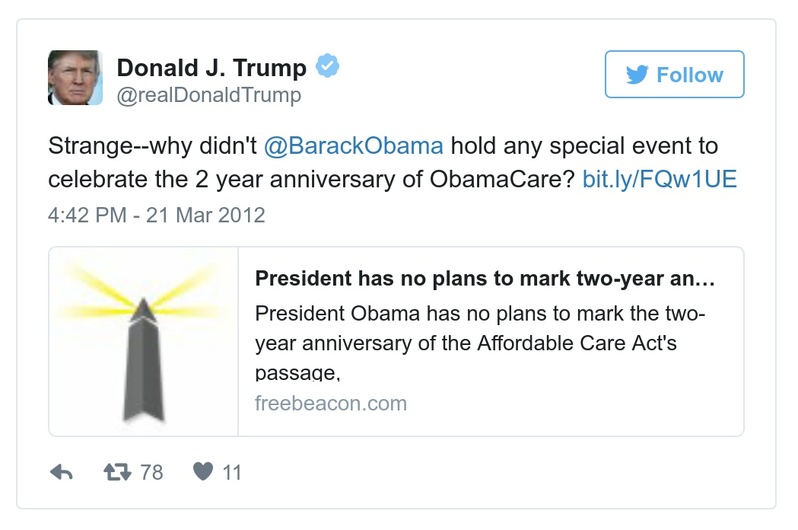 Donald J. Trump
@realDonaldTrump
Follow
Strange--why didn't @BarackObama hold any special event to
celebrate the 2 year anniversary of ObamaCare? bit.ly/FQw1UE
4:42 PM - 21 Mar 2012
President has no plans to mark two-year an...
President Obama has no plans to mark the two-
year anniversary of the Affordable Care Act's
passage,
freebeacon.com
78
11